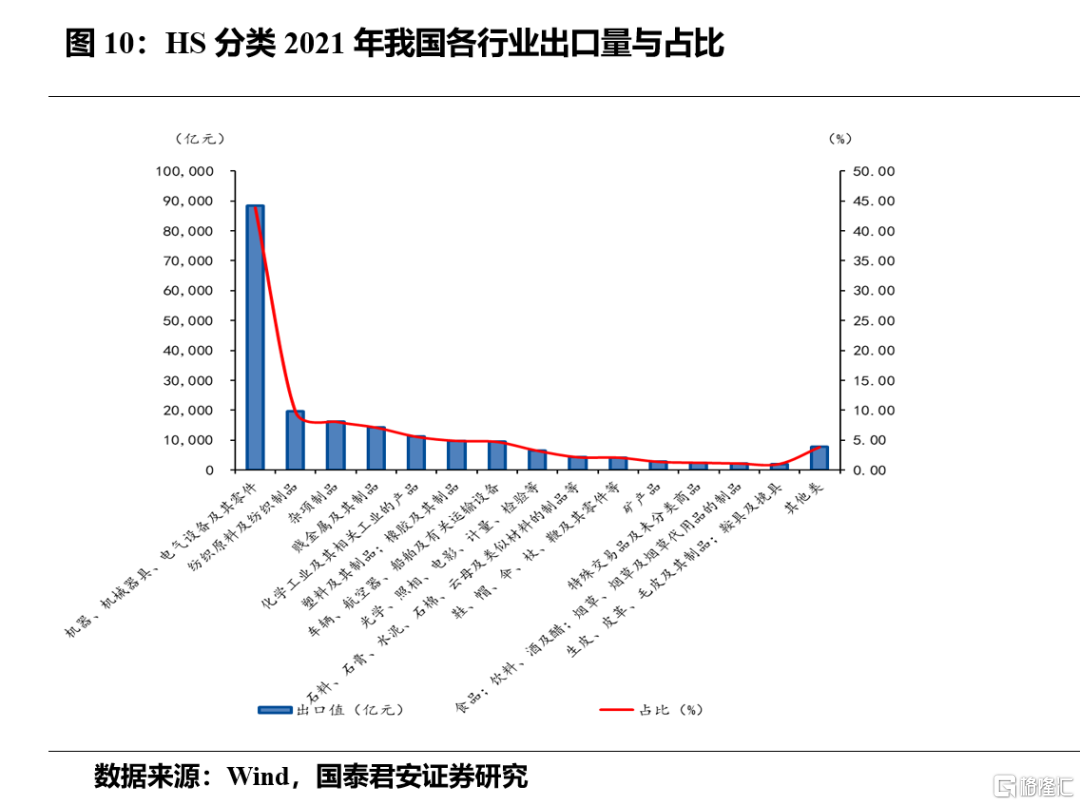 图 10：HS 分类 2021 年我国各行业出口量与占比
（亿元）
（%）
100,000
90,000
80,000
70,000
60,000
50,000
40,000
30,000
20,000
10,000
0
50.00
45.00
40.00
35.00
30.00
25.00
20.00
15.00
10.00
5.00
0.00
机器、机械器具、电气设备及其零件
纺织原料及纺织制品
杂项制品
贱金属及其制品
化学工业及其相关工业的产品
塑料及其制品；橡胶及其制品
车辆、航空器、船舶及有关运输设备
光学、照相、电影、计量、检验等
石料、石膏、水泥、石棉、云母及类似材料的制品等
鞋、帽、伞、杖、鞭及其零件等
矿产品
特殊交易品及未分类商品
食品；饮料、酒及醋；烟草、烟草及烟草代用品的制品
生皮、皮革、毛皮及其制品；鞍具及挽具
其他类
出口值（亿元）
占比（%）
数据来源：Wind，国泰君安证券研究
格隆汇